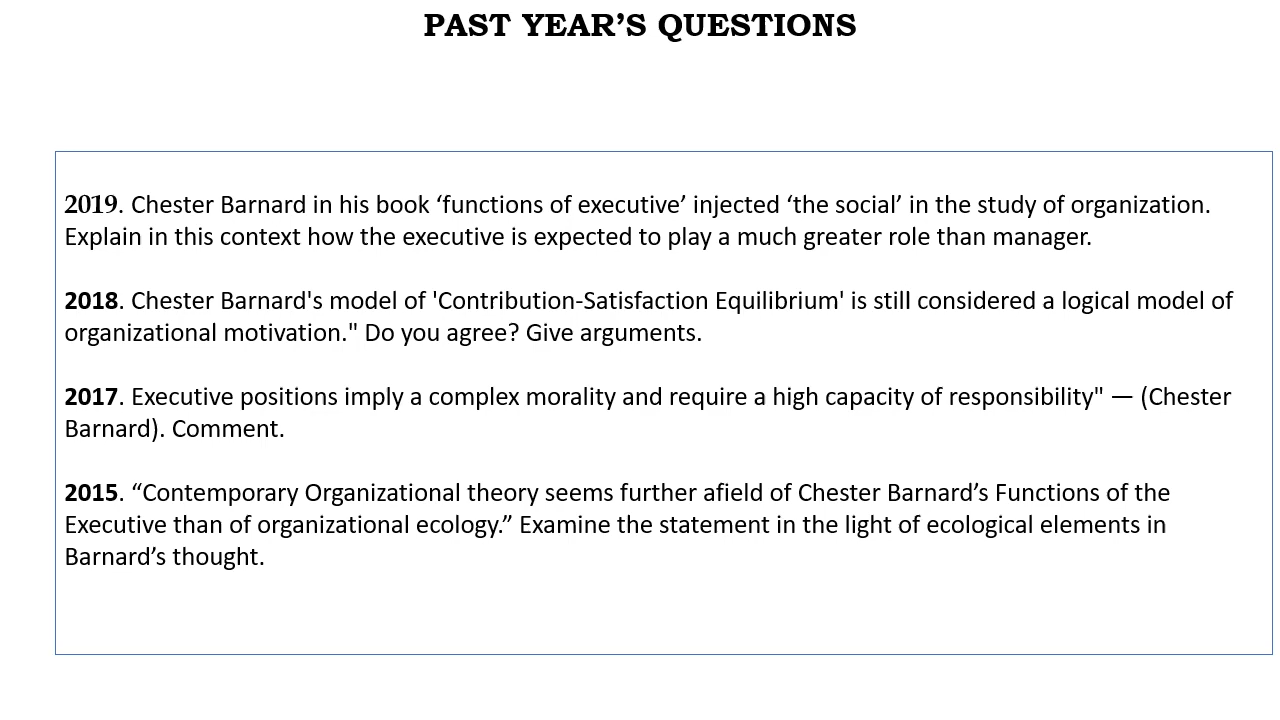 PAST YEAR’S QUESTIONS
2019. Chester Barnard in his book ‘functions of executive’ injected ‘the social’ in the study of organization.
Explain in this context how the executive is expected to play a much greater role than manager.
2018. Chester Barnard's model of 'Contribution-Satisfaction Equilibrium' is still considered a logical model of
organizational motivation." Do you agree? Give arguments.
2017. Executive positions imply a complex morality and require a high capacity of responsibility" — (Chester
Barnard). Comment.
2015. “Contemporary Organizational theory seems further afield of Chester Barnard’s Functions of the
Executive than of organizational ecology.” Examine the statement in the light of ecological elements in
Barnard’s thought.